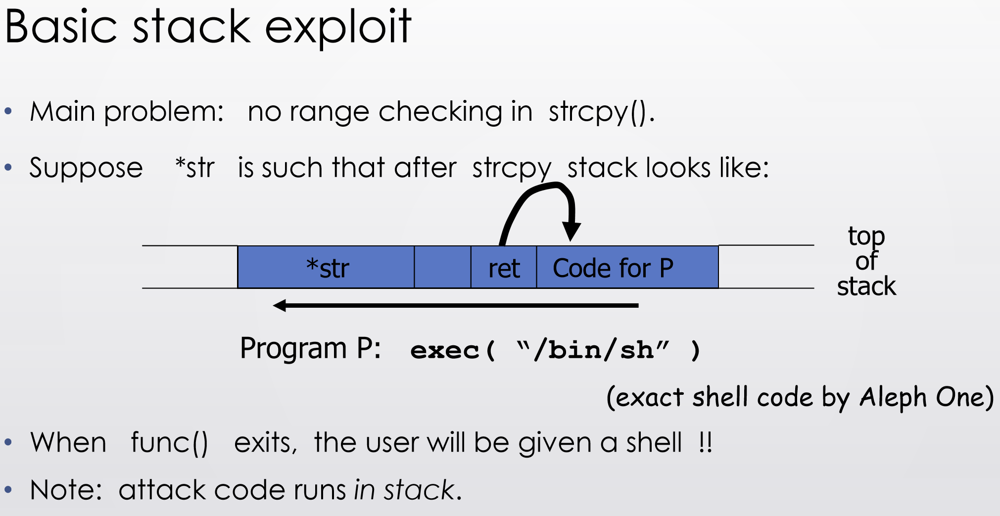 Basic stack exploit
• Main problem: no range checking in strcpy().
• Suppose *str is such that after strcpy stack looks like:
*str ret Code for P
top
of
stack
Program P: exec( “/bin/sh” )
(exact shell code by Aleph One)
• When func() exits, the user will be given a shell !!
• Note: attack code runs in stack.